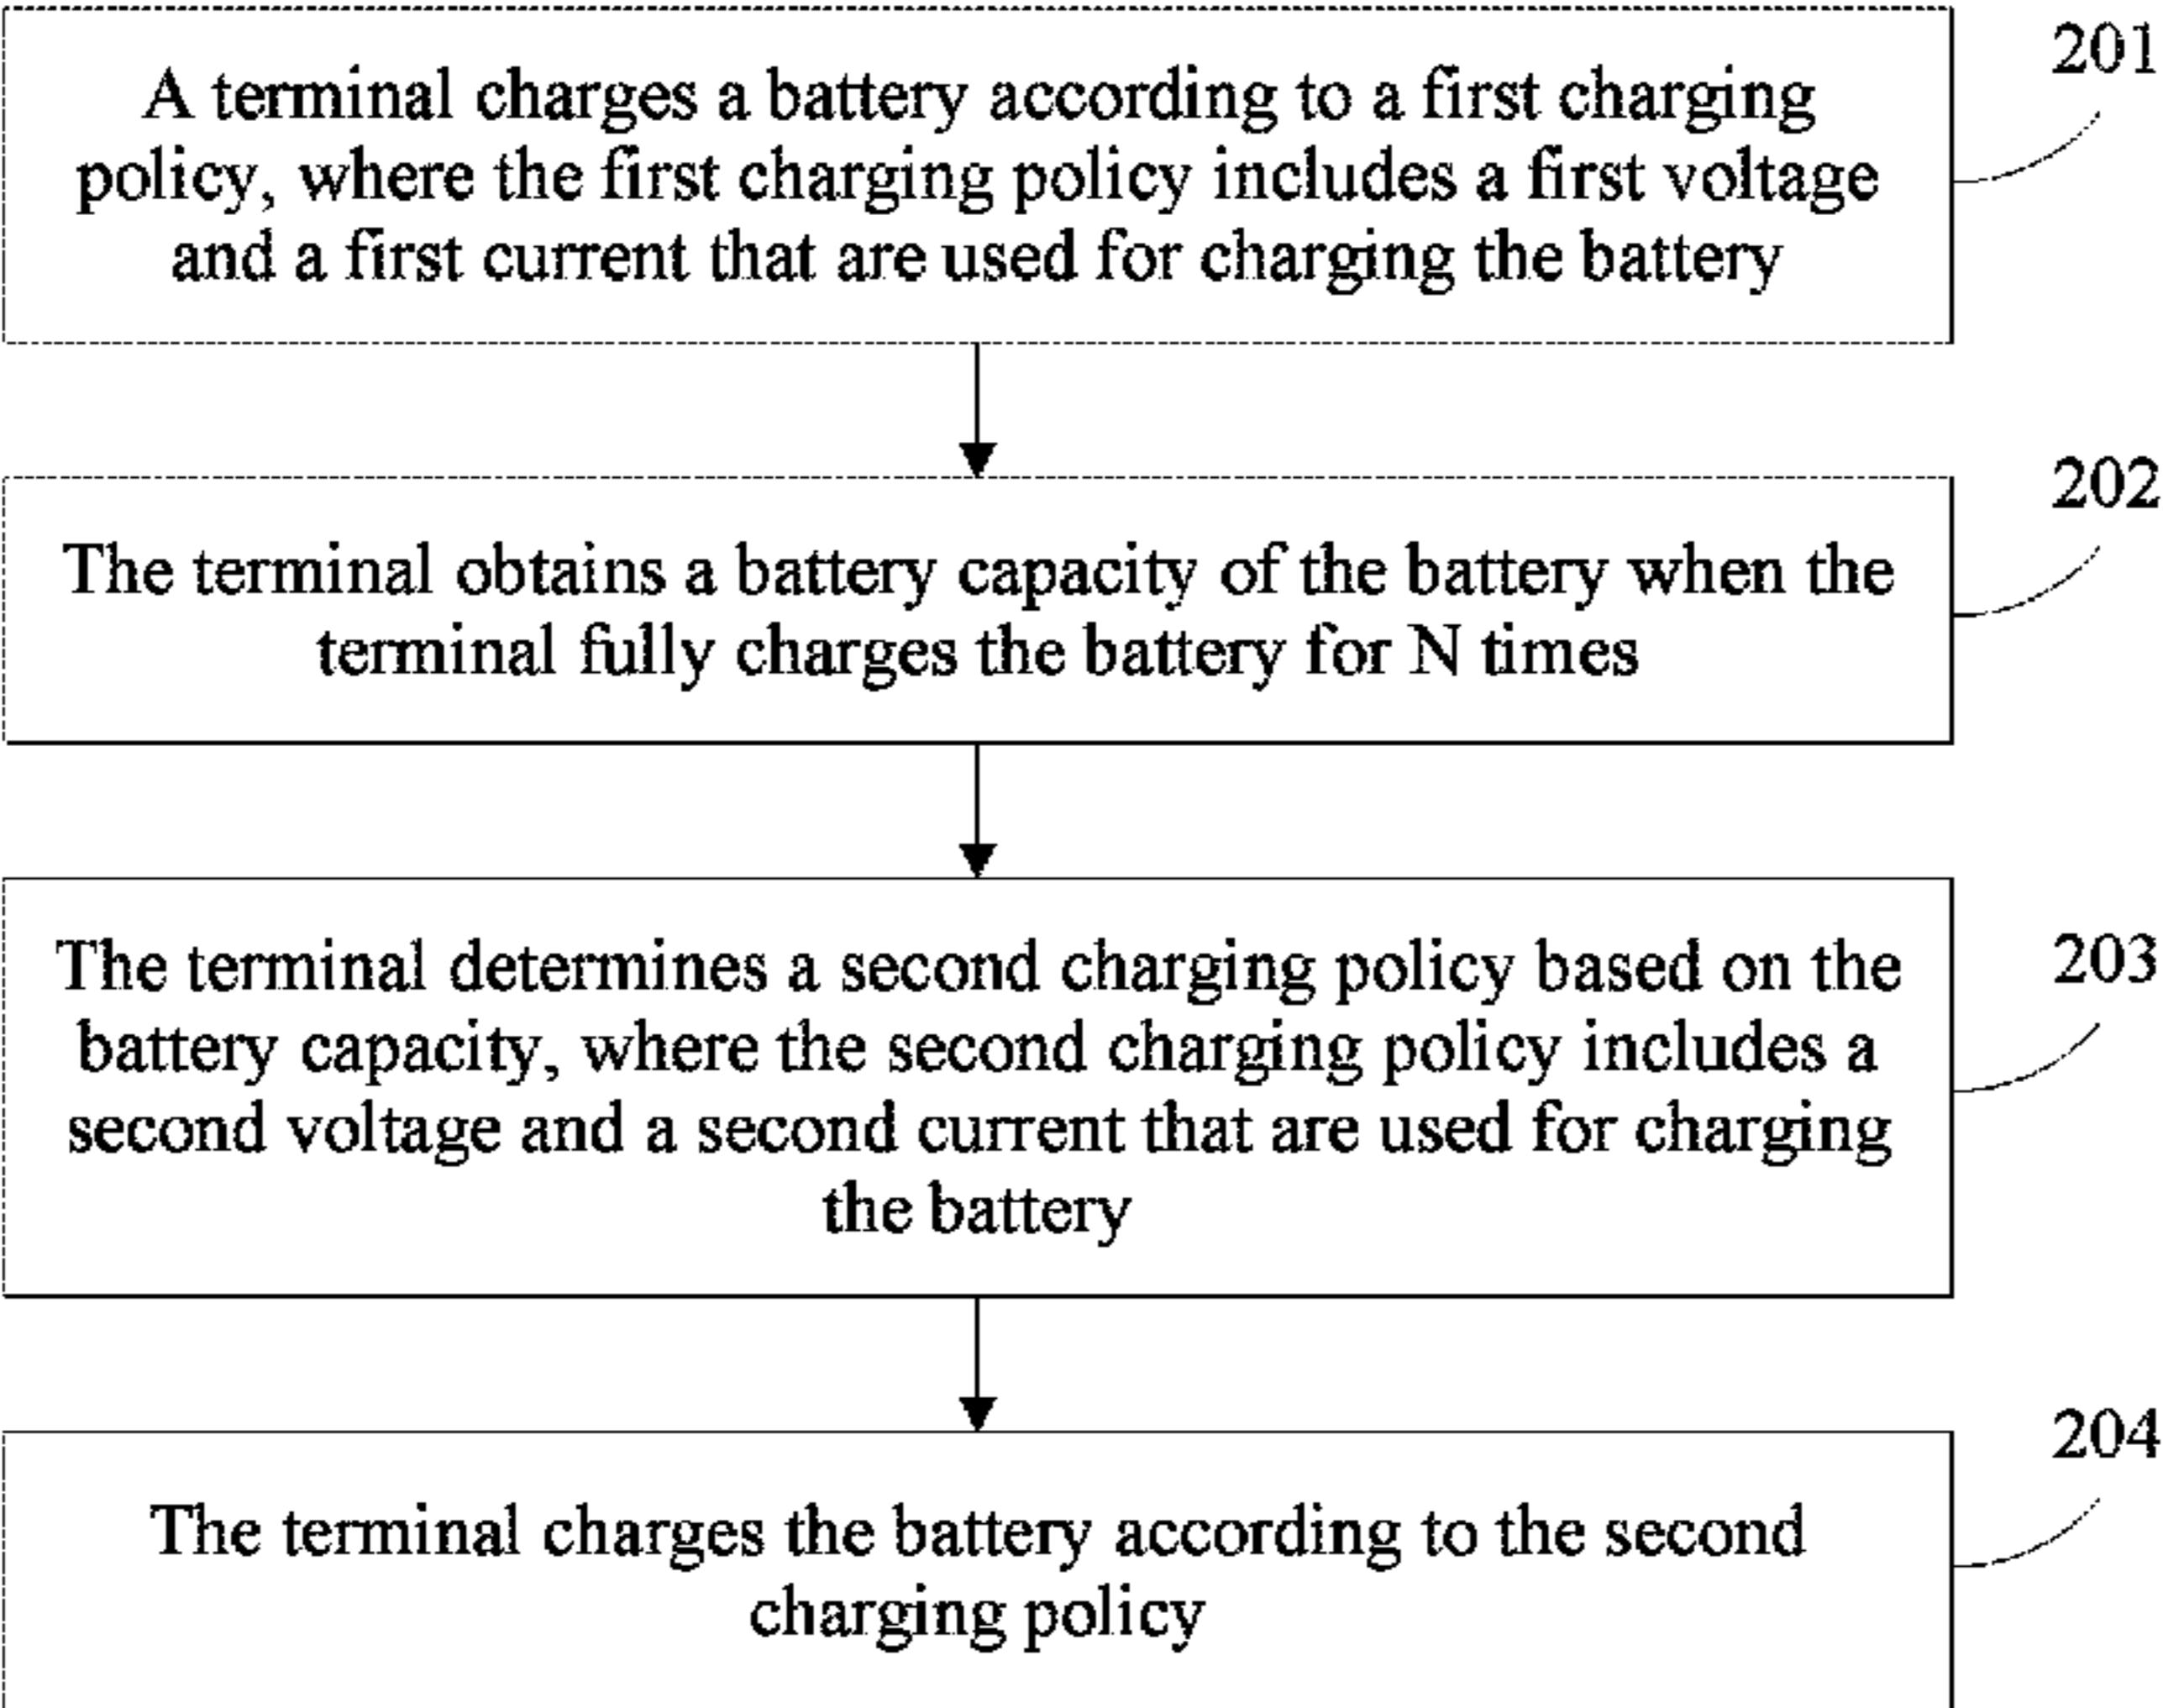 201
A terminal charges a battery according to a first charging
policy, where the first charging policy includes a first voltage
and a first current that are used for charging the battery
202
The terminal obtains a battery capacity of the battery when the
terminal fully charges the battery for N times
203
The terminal determines a second charging policy based on the
battery capacity, where the second charging policy includes a
second voltage and a second current that are used for charging
the battery
204
The terminal charges the battery according to the second
charging policy